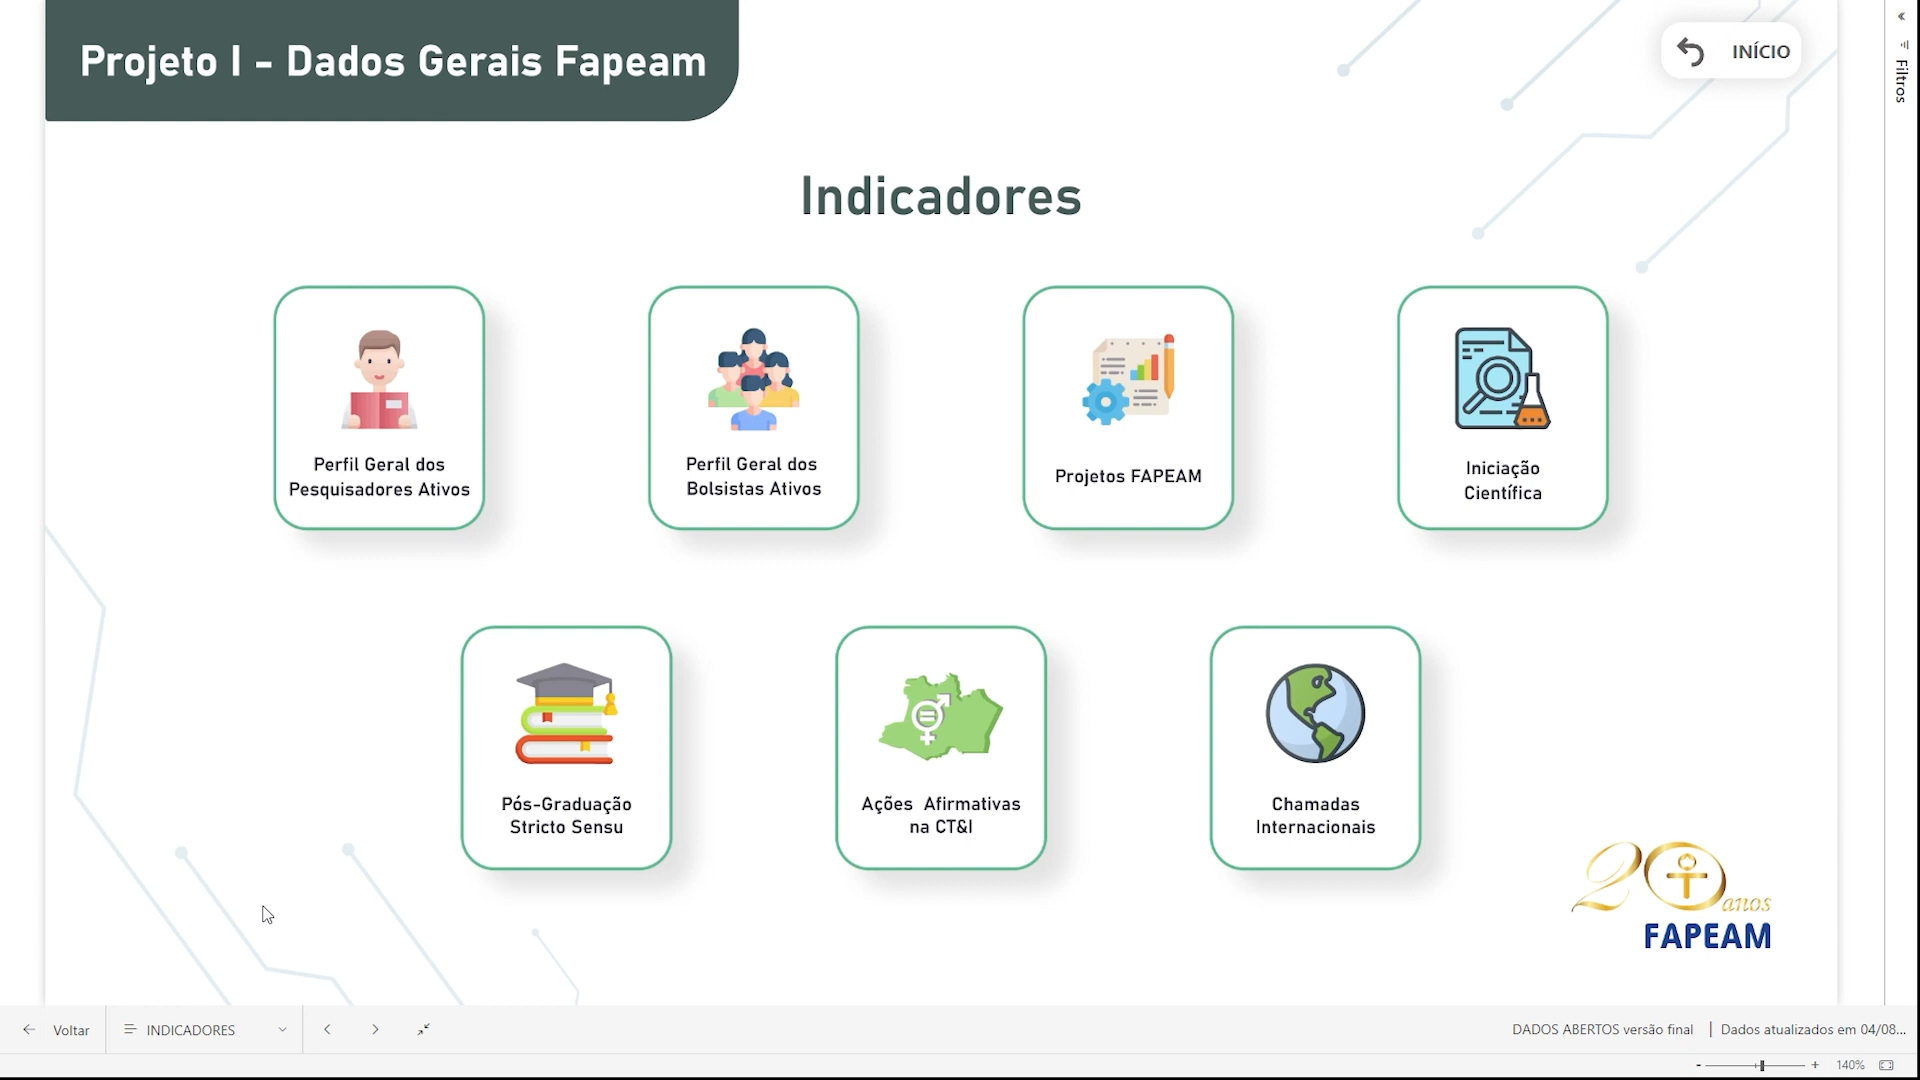 Projeto I - Dados Gerais Fapeam
INÍCIO
Filtros
Indicadores
Perfil Geral dos
Pesquisadores Ativos
Perfil Geral dos
Bolsistas Ativos
Projetos FAPEAM
Iniciação
Científica
Pós-Graduação
Stricto Sensu
Ações Afirmativas
na CT&I
Chamadas
Internacionais
20 anos
FAPEAM
Voltar
INDICADORES
DADOS ABERTOS versão final | Dados atualizados em 04/08...
- + 140%